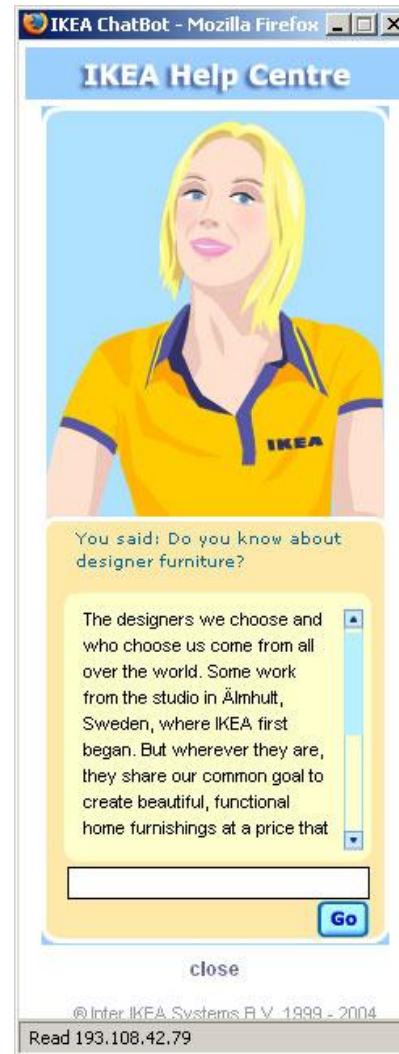 IKEA ChatBot - Mozilla Firefox
IKEA Help Centre
IKEA
You said: Do you know about
designer furniture?
The designers we choose and
who choose us come from all
over the world. Some work
from the studio in Älmhult,
Sweden, where IKEA first
began. But wherever they are,
they share our common goal to
create beautiful, functional
home furnishings at a price that
Go
close
© Inter IKEA Systems B.V. 1999 - 2004
Read 193.108.42.79